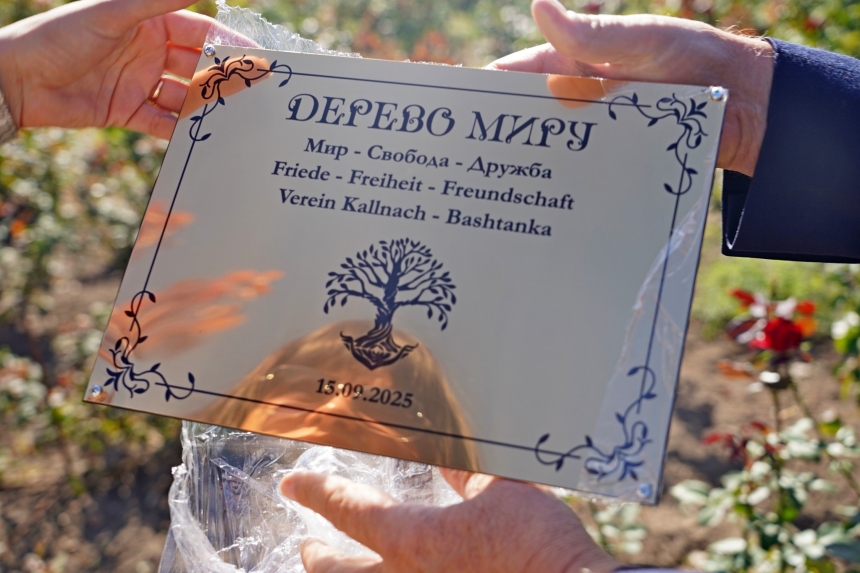 ДЕРЕВО МИРУ
Мир - Свобода - Дружба
Friede - Freiheit - Freundschaft
Verein Kallnach - Bashtanka
15.09.2025